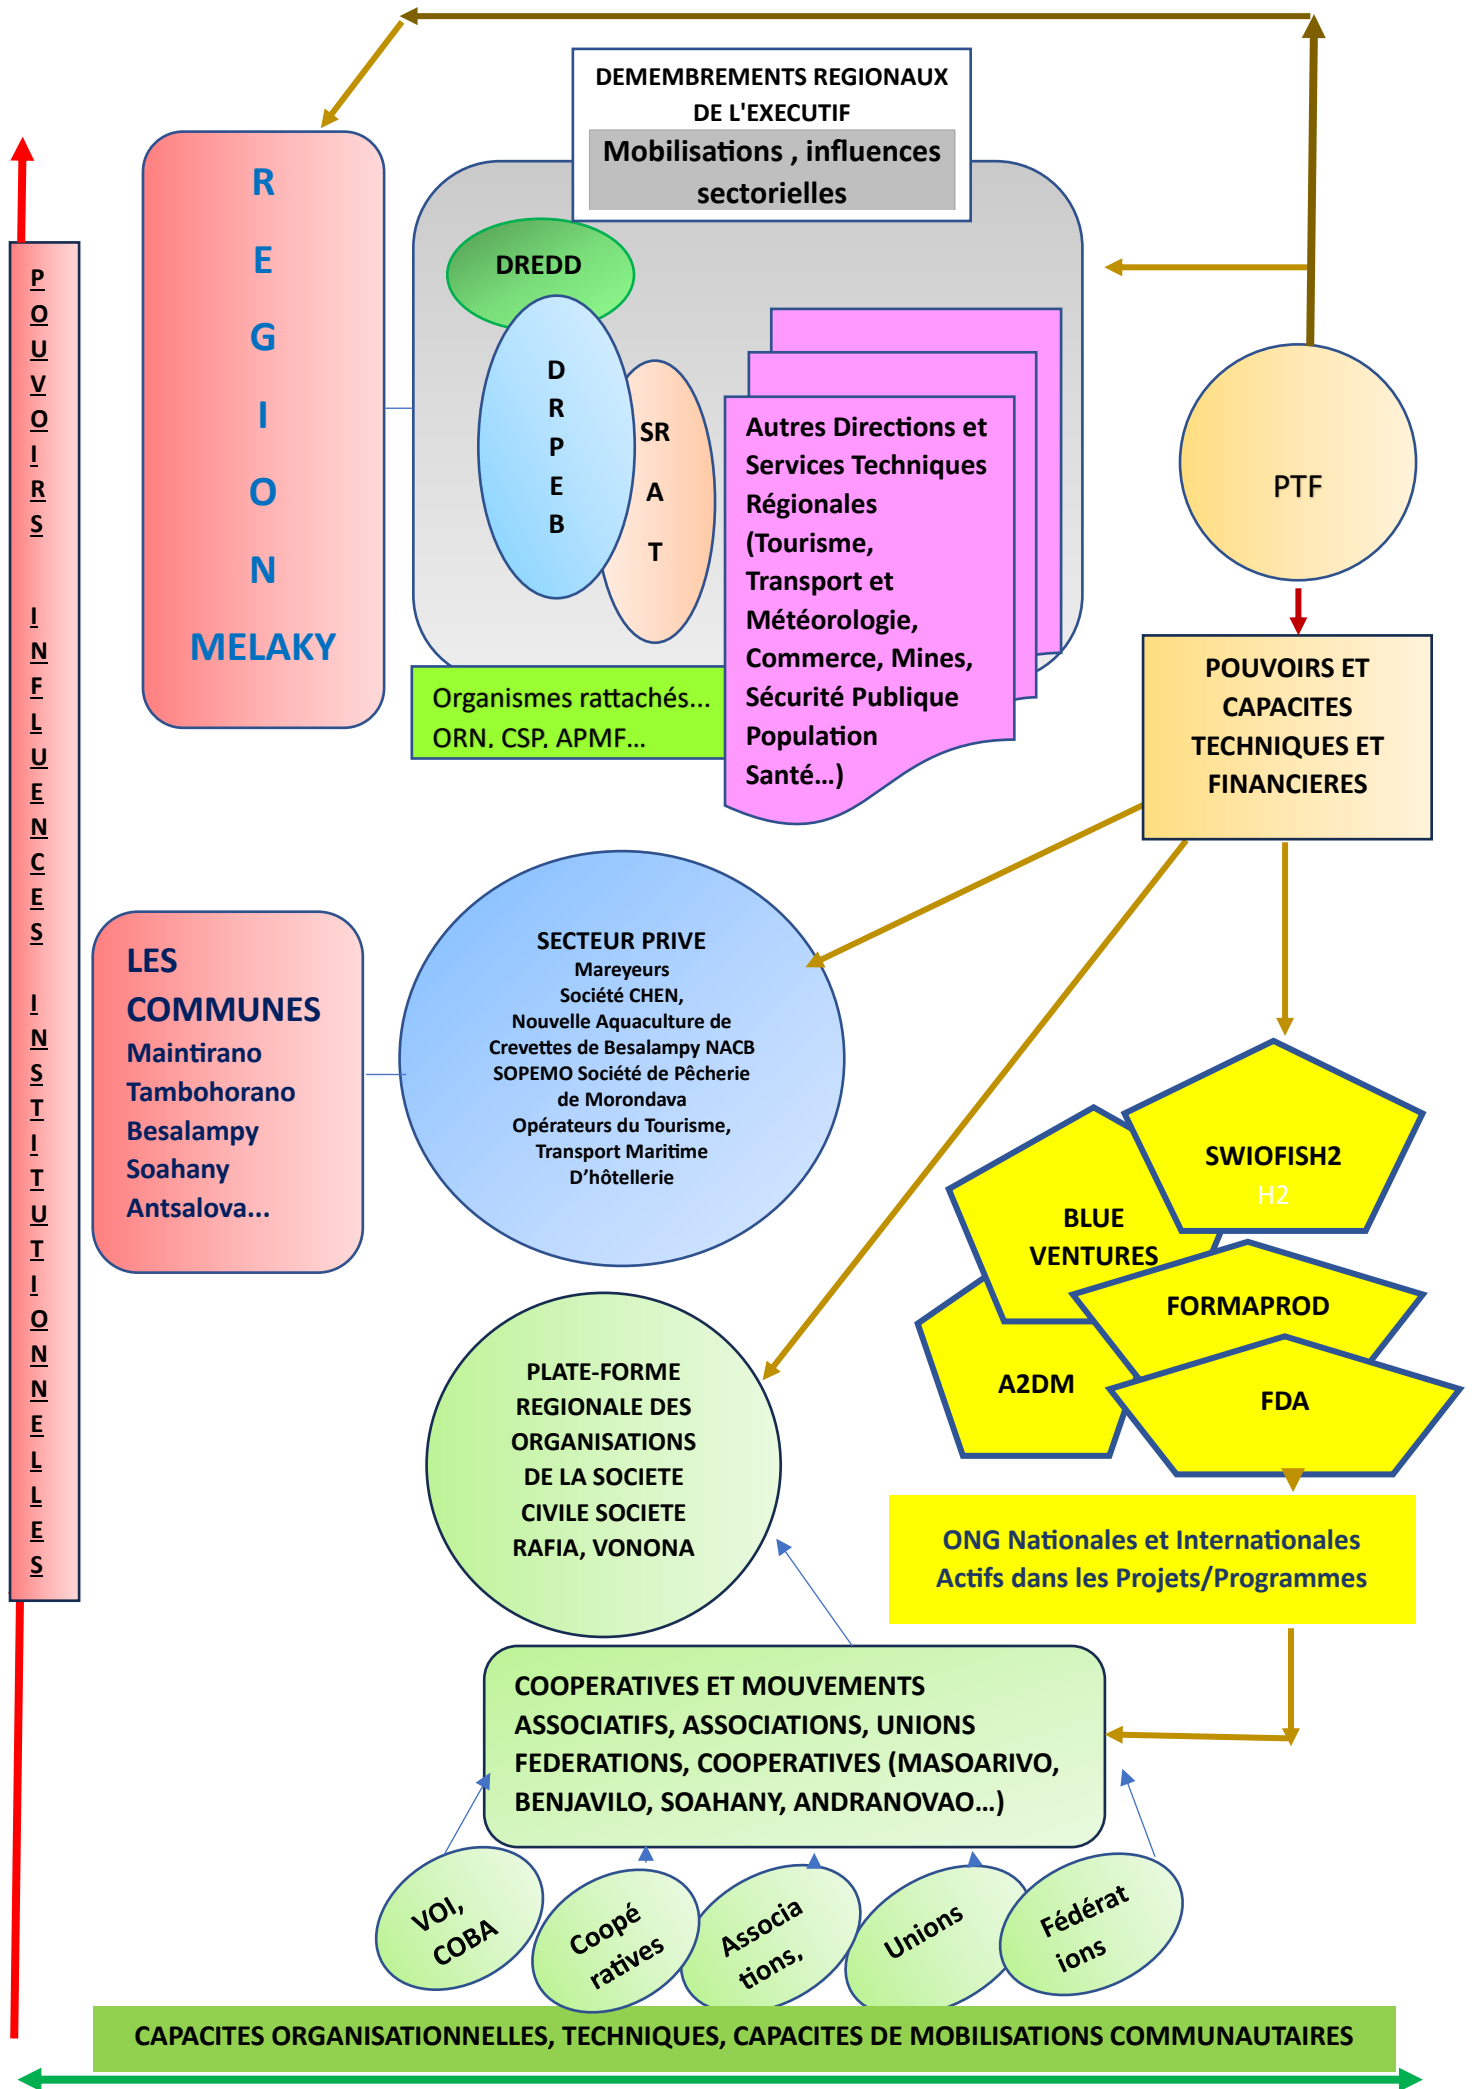 DEMEMBREMENTS REGIONAUX
DE L'EXECUTIF
Mobilisations , influences
sectorielles
POUVOIRS INFLUENCES INSTITUTIONNELLES
REGION
MELAKY
DREDD
DRPEB
SR
A
T
Autres Directions et
Services Techniques
Régionales
(Tourisme,
Transport et
Météorologie,
Commerce, Mines,
Sécurité Publique
Population
Santé...)
Organismes rattachés...
ORN, CSP, APMF...
PTF
POUVOIRS ET
CAPACITES
TECHNIQUES ET
FINANCIERES
LES
COMMUNES
Maintirano
Tambohorano
Besalampy
Soahany
Antsalova...
SECTEUR PRIVE
Mareyeurs
Société CHEN,
Nouvelle Aquaculture de
Crevettes de Besalampy NACB
SOPEMO Société de Pêcherie
de Morondava
Opérateurs du Tourisme,
Transport Maritime
D'hôtellerie
SWIOFISH2
H2
BLUE
VENTURES
FORMAPROD
A2DM
FDA
PLATE-FORME
REGIONALE DES
ORGANISATIONS
DE LA SOCIETE
CIVILE SOCIETE
RAFIA, VONONA
ONG Nationales et Internationales
Actifs dans les Projets/Programmes
COOPERATIVES ET MOUVEMENTS
ASSOCIATIFS, ASSOCIATIONS, UNIONS
FEDERATIONS, COOPERATIVES (MASOARIVO,
BENJAVILO, SOAHANY, ANDRANOVAO...)
VOI,
COBA
Coopé
ratives
Associa
tions,
Unions
Fédérat
ions
CAPACITES ORGANISATIONNELLES, TECHNIQUES, CAPACITES DE MOBILISATIONS COMMUNAUTAIRES